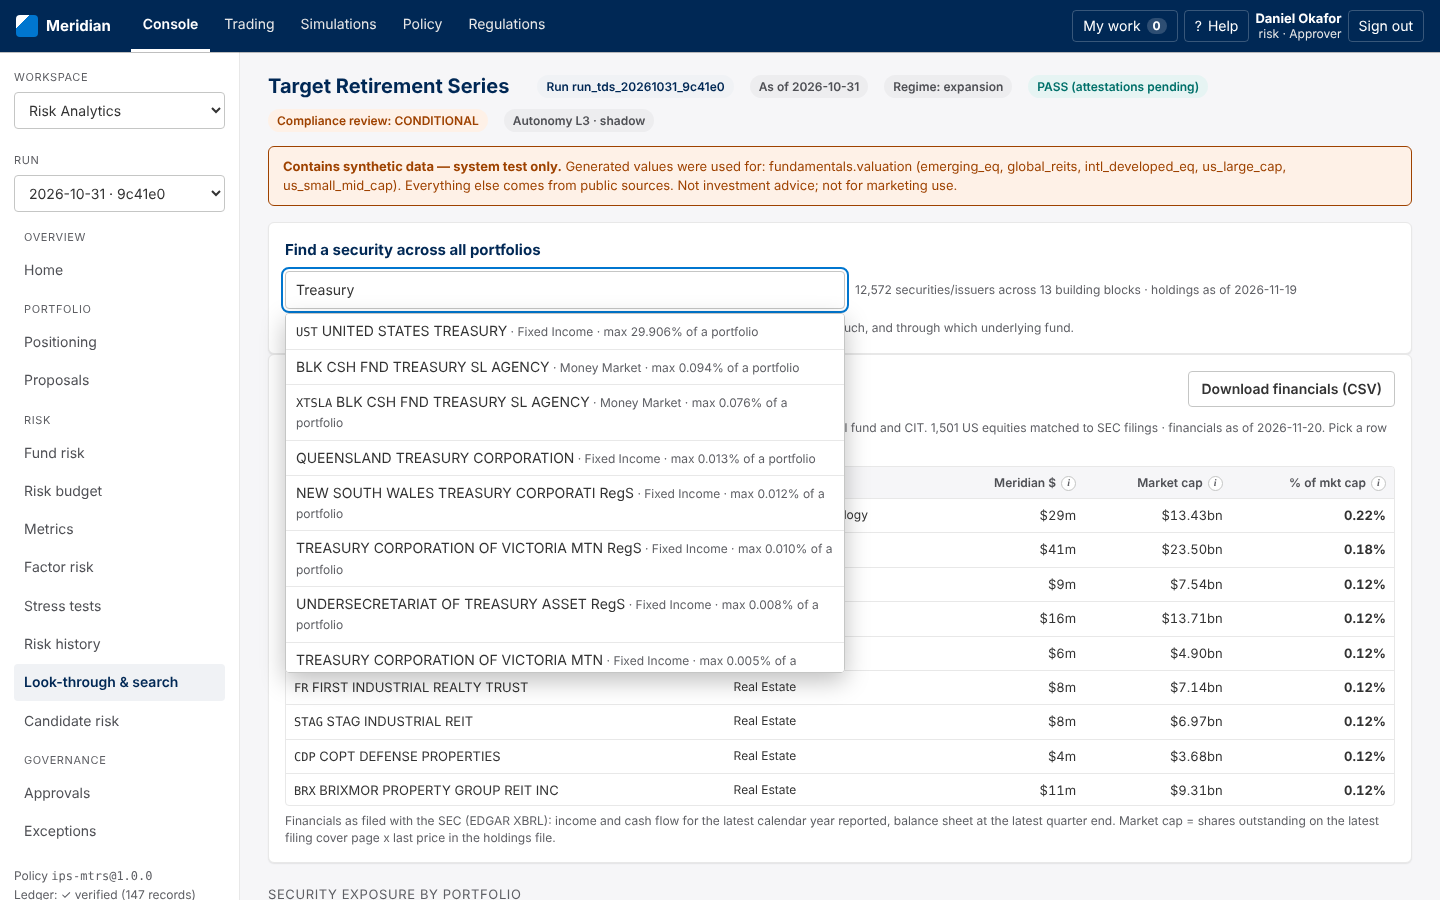 Meridian
Console
Trading
Simulations
Policy
Regulations
My work 0
? Help
Daniel Okafor
risk · Approver
Sign out
WORKSPACE
Risk Analytics
RUN
2026-10-31 · 9c41e0
OVERVIEW
Home
PORTFOLIO
Positioning
Proposals
RISK
Fund risk
Risk budget
Metrics
Factor risk
Stress tests
Risk history
Look-through & search
Candidate risk
GOVERNANCE
Approvals
Exceptions
Policy ips-mtrs@1.0.0
Ledger: ✓ verified (147 records)
Target Retirement Series
Run run_tds_20261031_9c41e0
As of 2026-10-31
Regime: expansion
PASS (attestations pending)
Compliance review: CONDITIONAL
Autonomy L3 · shadow
Contains synthetic data — system test only. Generated values were used for: fundamentals.valuation (emerging_eq, global_reits, intl_developed_eq, us_large_cap,
us_small_mid_cap). Everything else comes from public sources. Not investment advice; not for marketing use.
Find a security across all portfolios
Treasury
12,572 securities/issuers across 13 building blocks · holdings as of 2026-11-19
uch, and through which underlying fund.
UST UNITED STATES TREASURY · Fixed Income · max 29.906% of a portfolio
BLK CSH FND TREASURY SL AGENCY · Money Market · max 0.094% of a portfolio
XTSLA BLK CSH FND TREASURY SL AGENCY · Money Market · max 0.076% of a
portfolio
QUEENSLAND TREASURY CORPORATION · Fixed Income · max 0.013% of a portfolio
NEW SOUTH WALES TREASURY CORPORATI RegS · Fixed Income · max 0.012% of a
portfolio
TREASURY CORPORATION OF VICTORIA MTN RegS · Fixed Income · max 0.010% of a
portfolio
UNDERSECRETARIAT OF TREASURY ASSET RegS · Fixed Income · max 0.008% of a
portfolio
TREASURY CORPORATION OF VICTORIA MTN · Fixed Income · max 0.005% of a
Download financials (CSV)
fund and CIT. 1,501 US equities matched to SEC filings · financials as of 2026-11-20. Pick a row
Meridian $ i
Market cap i
% of mkt cap i
logy $29m $13.43bn 0.22%
$41m $23.50bn 0.18%
$9m $7.54bn 0.12%
$16m $13.71bn 0.12%
$6m $4.90bn 0.12%
FR FIRST INDUSTRIAL REALTY TRUST Real Estate $8m $7.14bn 0.12%
STAG STAG INDUSTRIAL REIT Real Estate $8m $6.97bn 0.12%
CDP COPT DEFENSE PROPERTIES Real Estate $4m $3.68bn 0.12%
BRX BRIXMOR PROPERTY GROUP REIT INC Real Estate $11m $9.31bn 0.12%
Financials as filed with the SEC (EDGAR XBRL): income and cash flow for the latest calendar year reported, balance sheet at the latest quarter end. Market cap = shares outstanding on the latest
filing cover page x last price in the holdings file.
SECURITY EXPOSURE BY PORTFOLIO